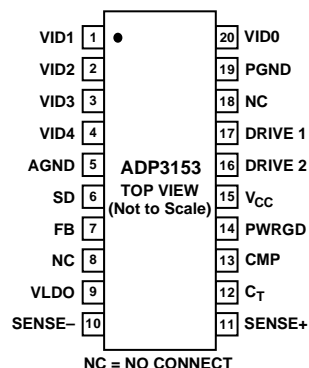 VID1 1 20 VID0
VID2 2 19 PGND
VID3 3 18 NC
VID4 4 17 DRIVE 1
AGND 5 16 DRIVE 2
SD 6 15 VCC
FB 7 14 PWRGD
NC 8 13 CMP
VLDO 9 12 CT
SENSE– 10 11 SENSE+
ADP3153
TOP VIEW
(Not to Scale)
NC = NO CONNECT